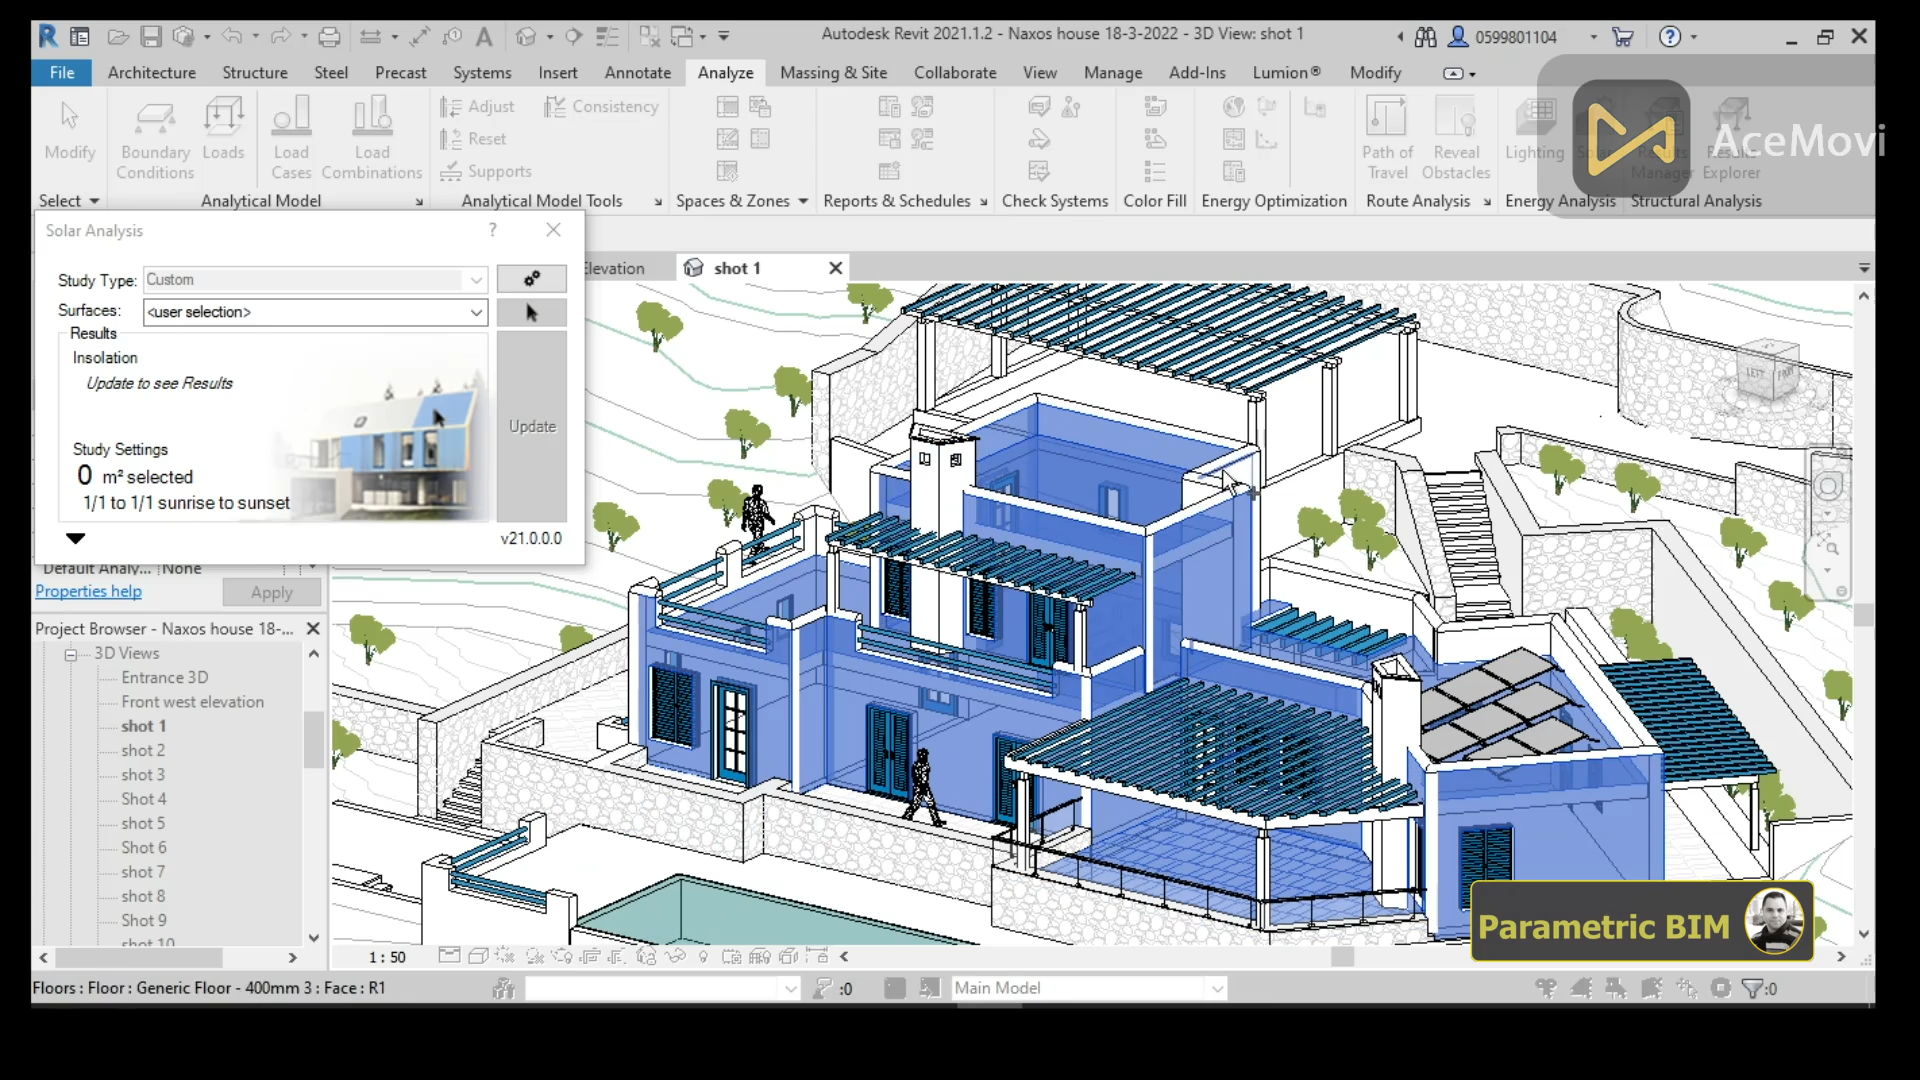 Autodesk Revit 2021.1.2 - Naxos house 18-3-2022 - 3D View: shot 1
0599801104
File Architecture Structure Steel Precast Systems Insert Annotate Analyze Massing & Site Collaborate View Manage Add-Ins Lumion® Modify
Adjust Consistency
Reset
Supports
Modify
Boundary Conditions
Loads
Load Cases
Load Combinations
Path of Travel
Reveal Obstacles
Lighting
Explorer
AceMovi
Select Analytical Model Analytical Model Tools Spaces & Zones Reports & Schedules Check Systems Color Fill Energy Optimization Route Analysis Energy Analysis Structural Analysis
Solar Analysis ?
Study Type: Custom
Surfaces: <user selection>
Results
Insolation
Update to see Results
Update
Study Settings
0 m² selected
1/1 to 1/1 sunrise to sunset
v21.0.0.0
Elevation shot 1
LEFT
Default Analy... None
Properties help Apply
Project Browser - Naxos house 18-...
3D Views
Entrance 3D
Front west elevation
shot 1
shot 2
shot 3
Shot 4
shot 5
Shot 6
shot 7
shot 8
Shot 9
shot 10
Parametric BIM
1 : 50
Floors : Floor : Generic Floor - 400mm 3 : Face : R1
:0
Main Model
:0